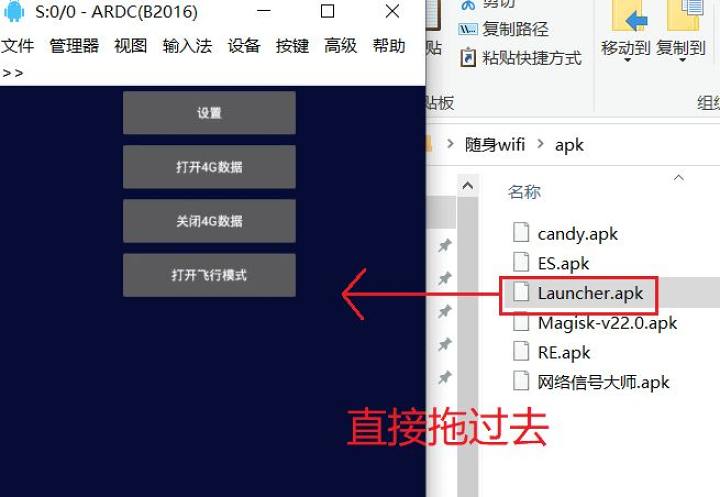 S:0/0 - ARDC(B2016)
文件 管理器 视图 输入法 设备 按键 高级 帮助
>>
设置
打开4G数据
关闭4G数据
打开飞行模式
剪切
复制路径
粘贴快捷方式
贴
移动到 复制到
贴板
组织
> 随身wifi > apk
名称
candy.apk
ES.apk
Launcher.apk
Magisk-v22.0.apk
RE.apk
网络信号大师.apk
直接拖过去